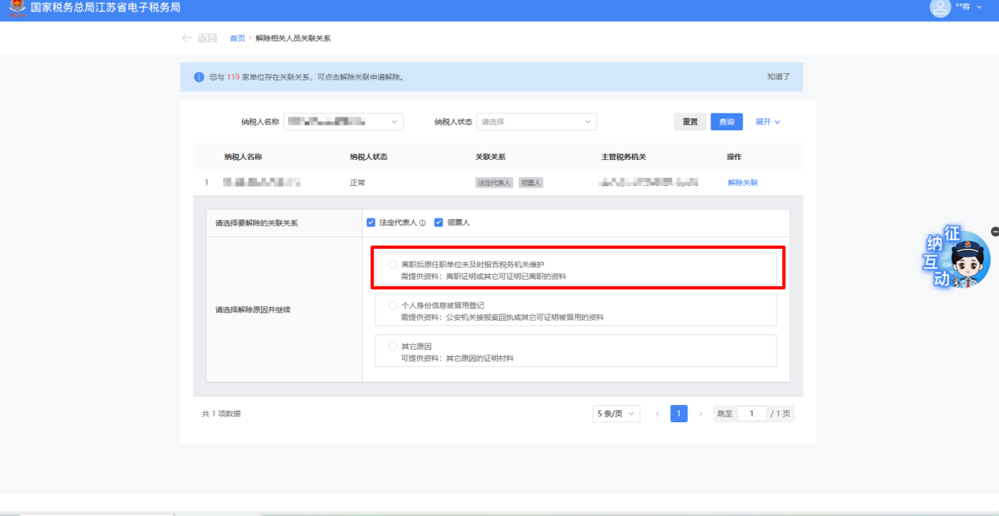 国家税务总局江苏省电子税务局
**容
返回 首页 › 解除相关人员关联关系
您与 119 家单位存在关联关系，可点击解除关联申请解除。 知道了
纳税人名称 纳税人状态 请选择 重置 查询 展开
纳税人名称 纳税人状态 关联关系 主管税务机关 操作
1 正常 法定代表人 领票人 解除关联
请选择要解除的关联关系 法定代表人 领票人
离职后原任职单位未及时报告税务机关维护
需提供资料：离职证明或其它可证明已离职的资料
请选择解除原因并继续
个人身份信息被冒用登记
需提供资料：公安机关接报案回执或其它可证明被冒用的资料
其它原因
可提供资料：其它原因的证明材料
共 1 项数据 5 条/页 ‹ 1 › 跳至 1 / 1 页
征纳互动